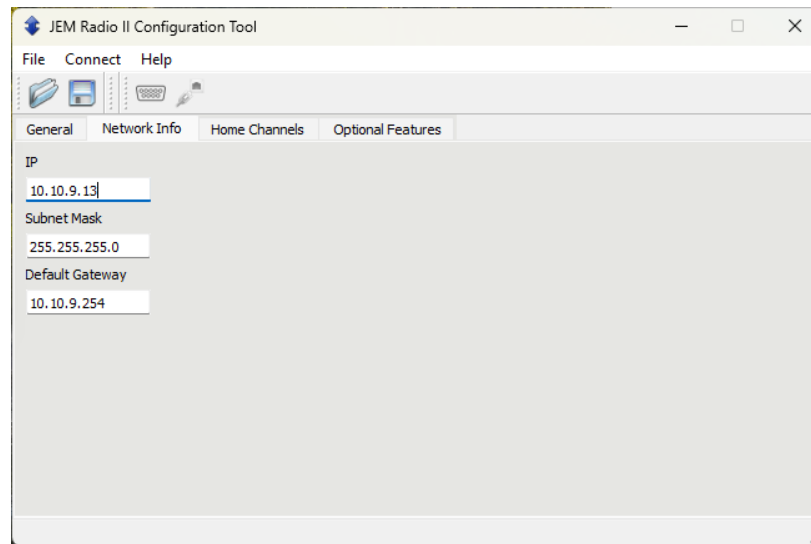 JEM Radio II Configuration Tool
File Connect Help
General Network Info Home Channels Optional Features
IP
10.10.9.13
Subnet Mask
255.255.255.0
Default Gateway
10.10.9.254